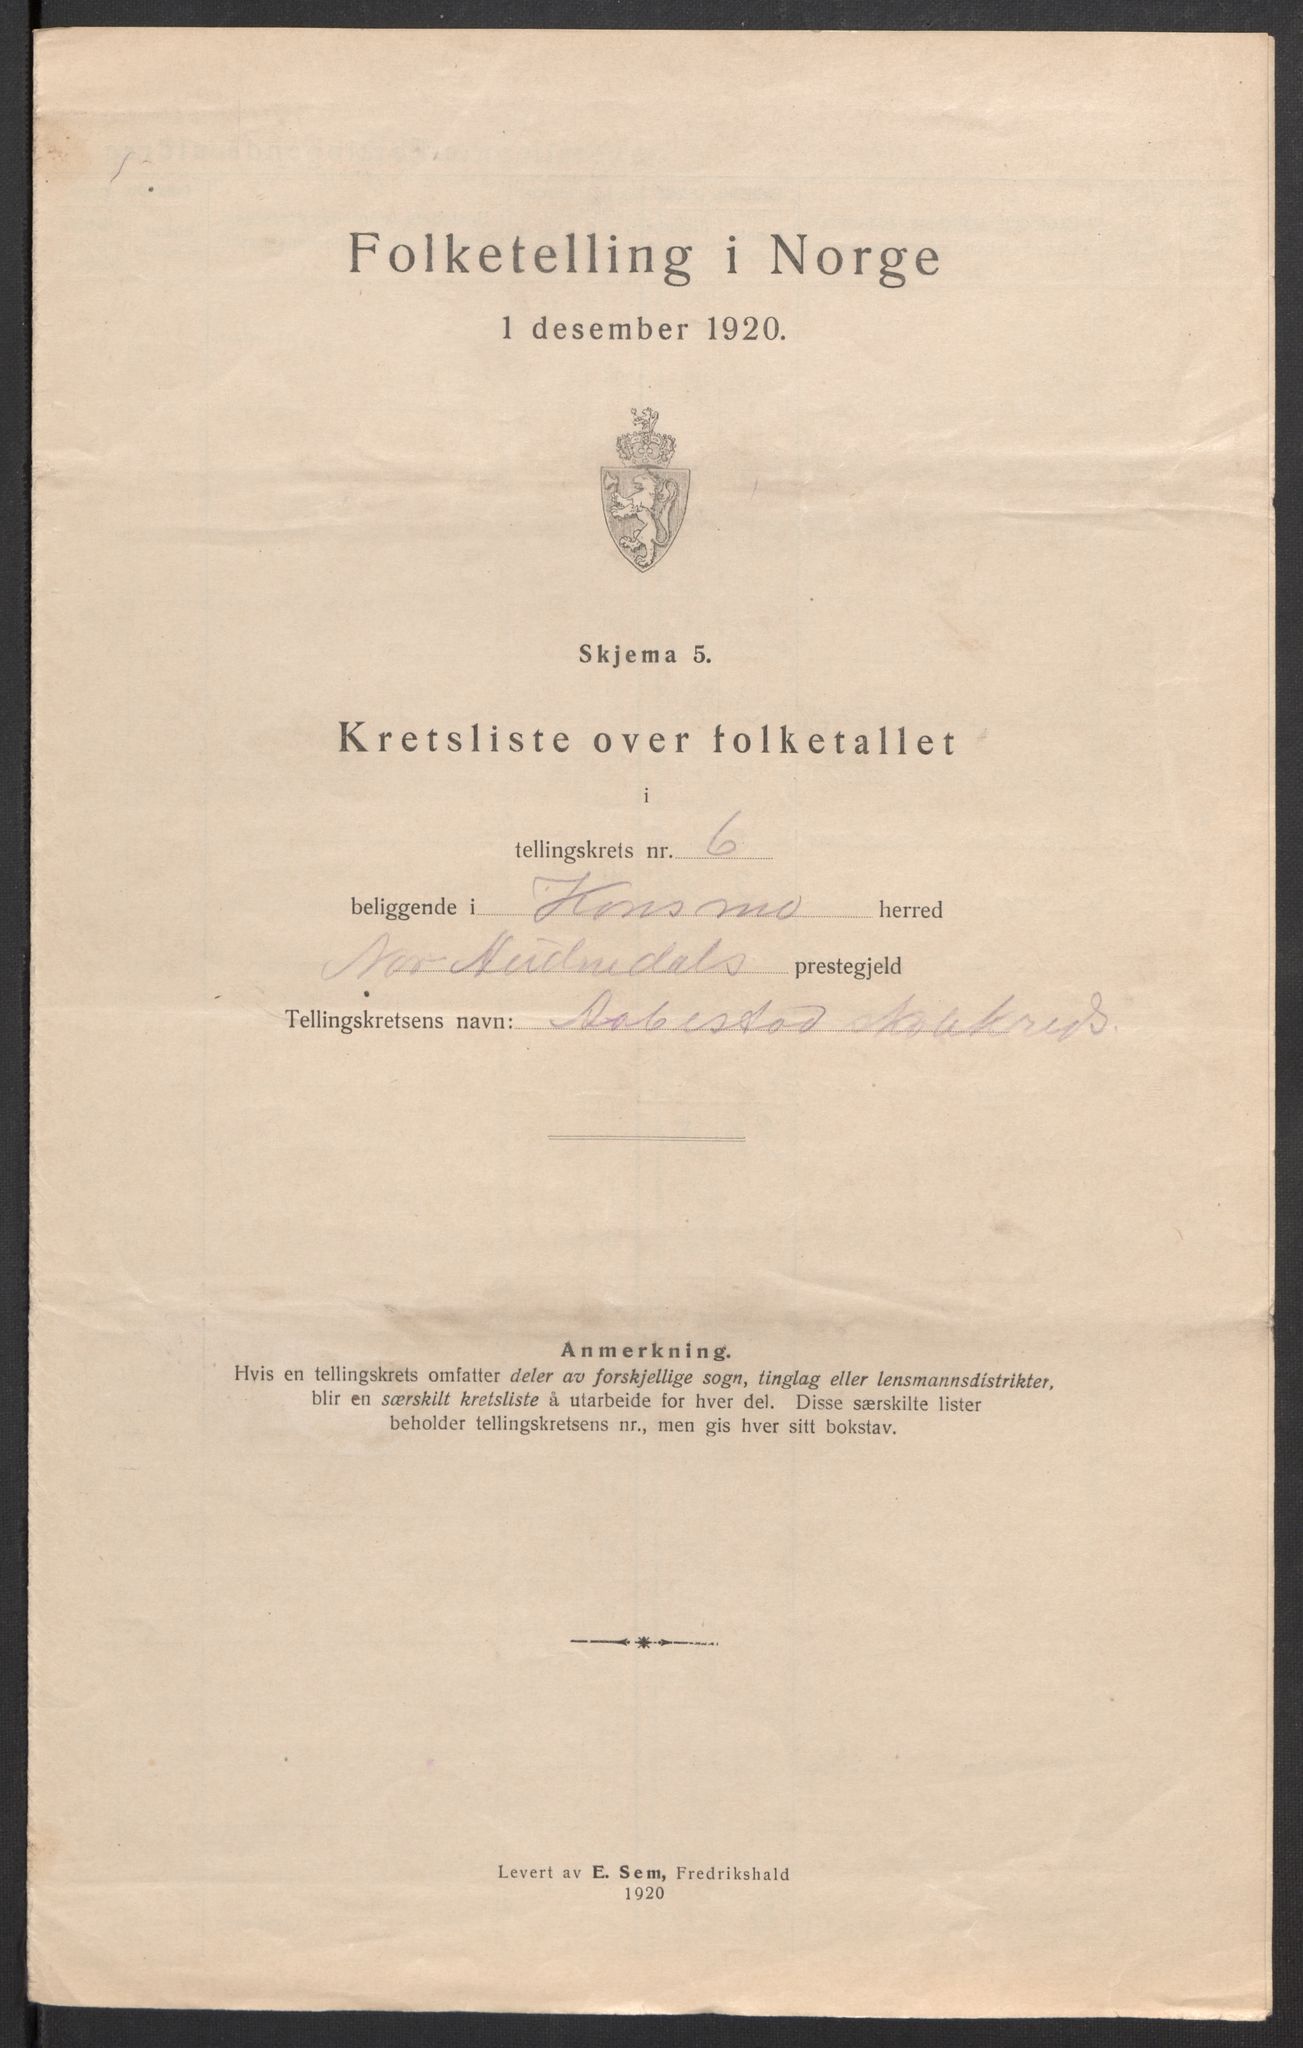 Folketelling i Norge
1 desember 1920.
Skjema 5.
Kretsliste over folketallet
i
tellingskrets nr. 6
beliggende i Konsmo herred
Nor Audnedals prestegjeld
Tellingskretsens navn: Aabestad
Anmerkning.
Hvis en tellingskrets omfatter deler av forskjellige sogn, tinglag eller lensmannsdistrikter,
blir en særskilt kretsliste å utarbeide for hver del. Disse særskilte lister
beholder tellingskretsens nr., men gis hver sitt bokstav.
Levert av E. Sem, Fredrikshald
1920